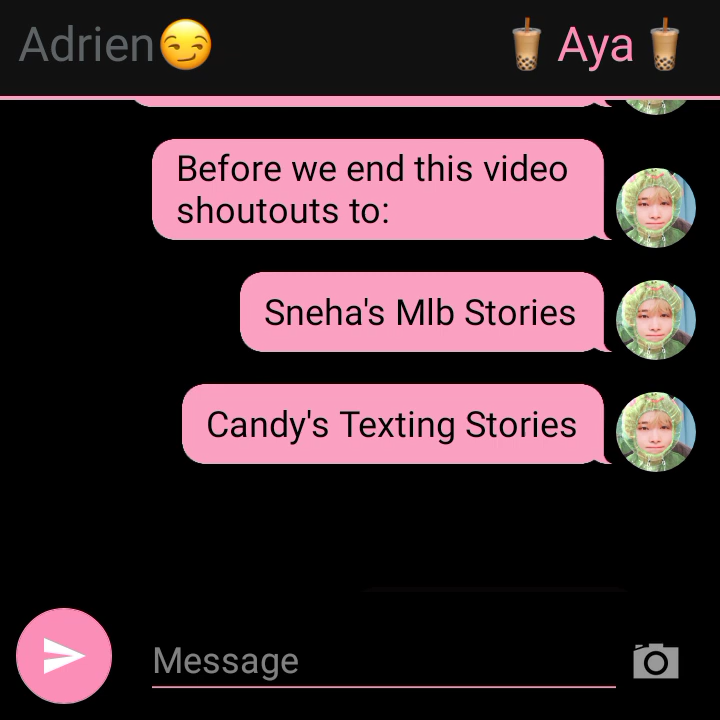 Adrien😏 🧋 Aya 🧋
Before we end this video
shoutouts to:
Sneha's Mlb Stories
Candy's Texting Stories
Message